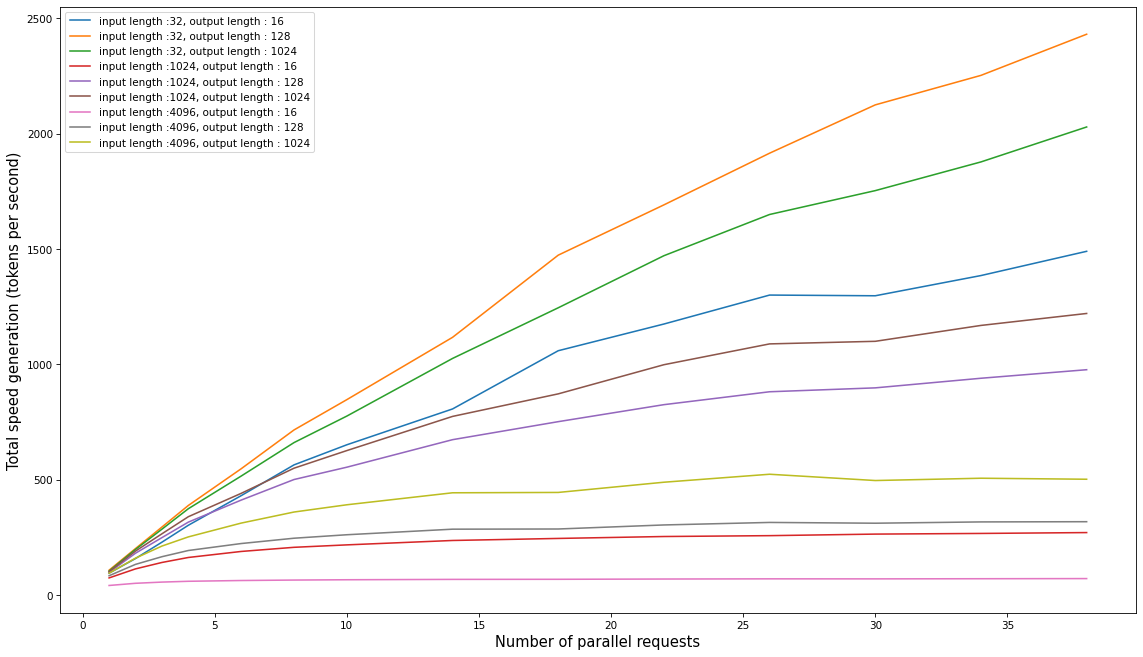 2500
2000
1500
1000
500
0
Total speed generation (tokens per second)
input length :32, output length : 16
input length :32, output length : 128
input length :32, output length : 1024
input length :1024, output length : 16
input length :1024, output length : 128
input length :1024, output length : 1024
input length :4096, output length : 16
input length :4096, output length : 128
input length :4096, output length : 1024
0 5 10 15 20 25 30 35
Number of parallel requests